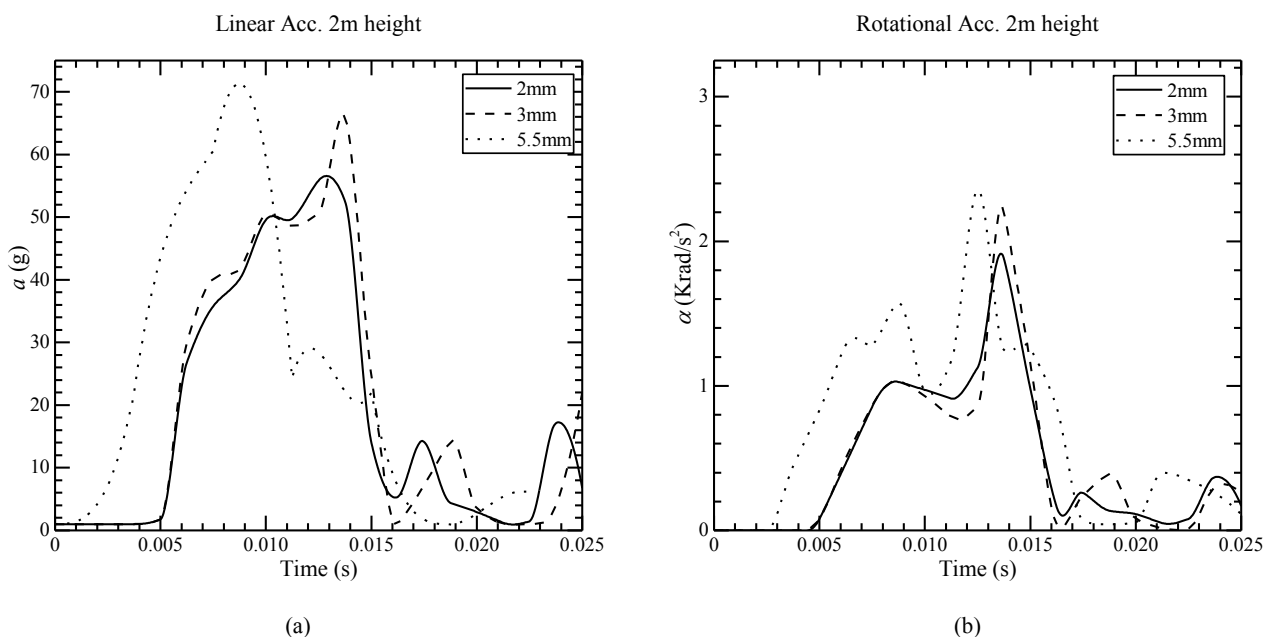 Linear Acc. 2m height
70
60
50
40
30
20
10
0
a (g)
2mm
3mm
5.5mm
0 0.005 0.010 0.015 0.020 0.025
Time (s)
(a)
Rotational Acc. 2m height
3
2
1
0
α (Krad/s²)
2mm
3mm
5.5mm
0 0.005 0.010 0.015 0.020 0.025
Time (s)
(b)